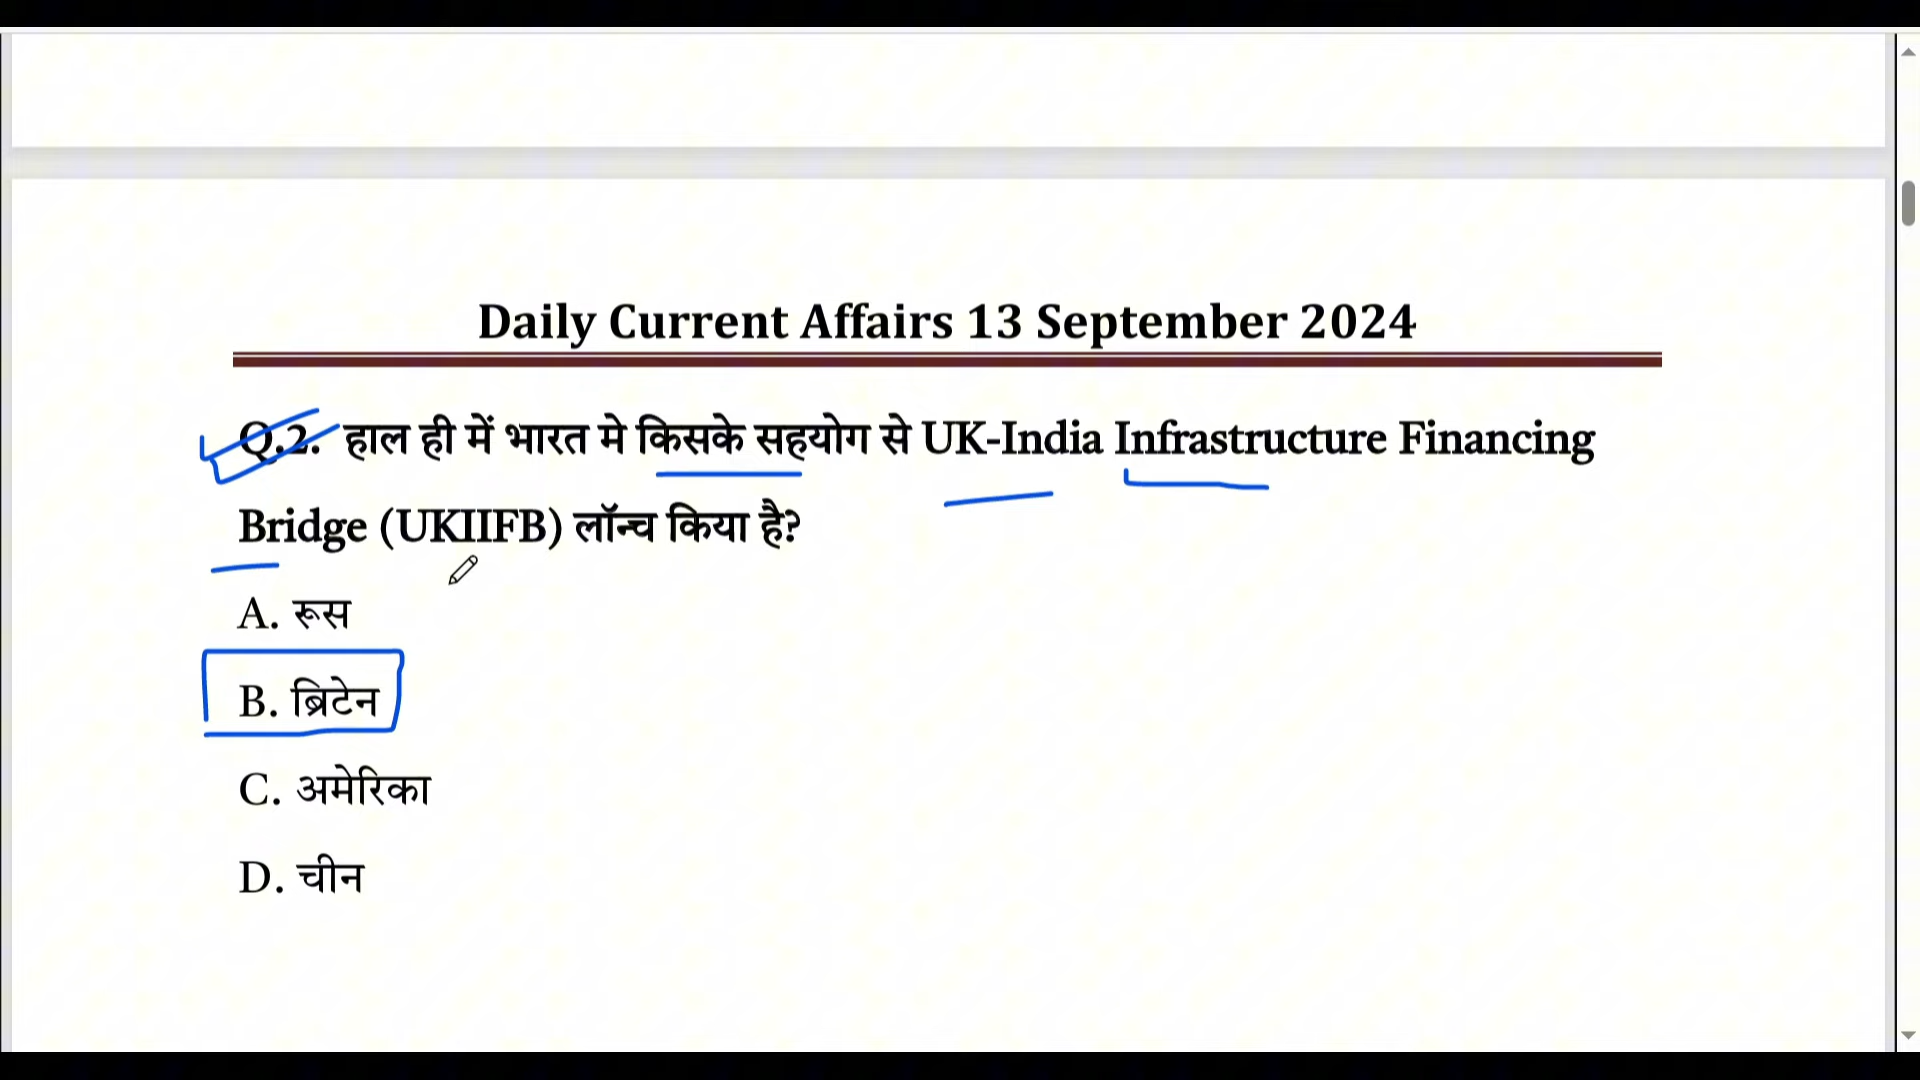 Daily Current Affairs 13 September 2024
Q.2. हाल ही में भारत मे किसके सहयोग से UK-India Infrastructure Financing
Bridge (UKIIFB) लॉन्च किया है?
A. रूस
B. ब्रिटेन
C. अमेरिका
D. चीन